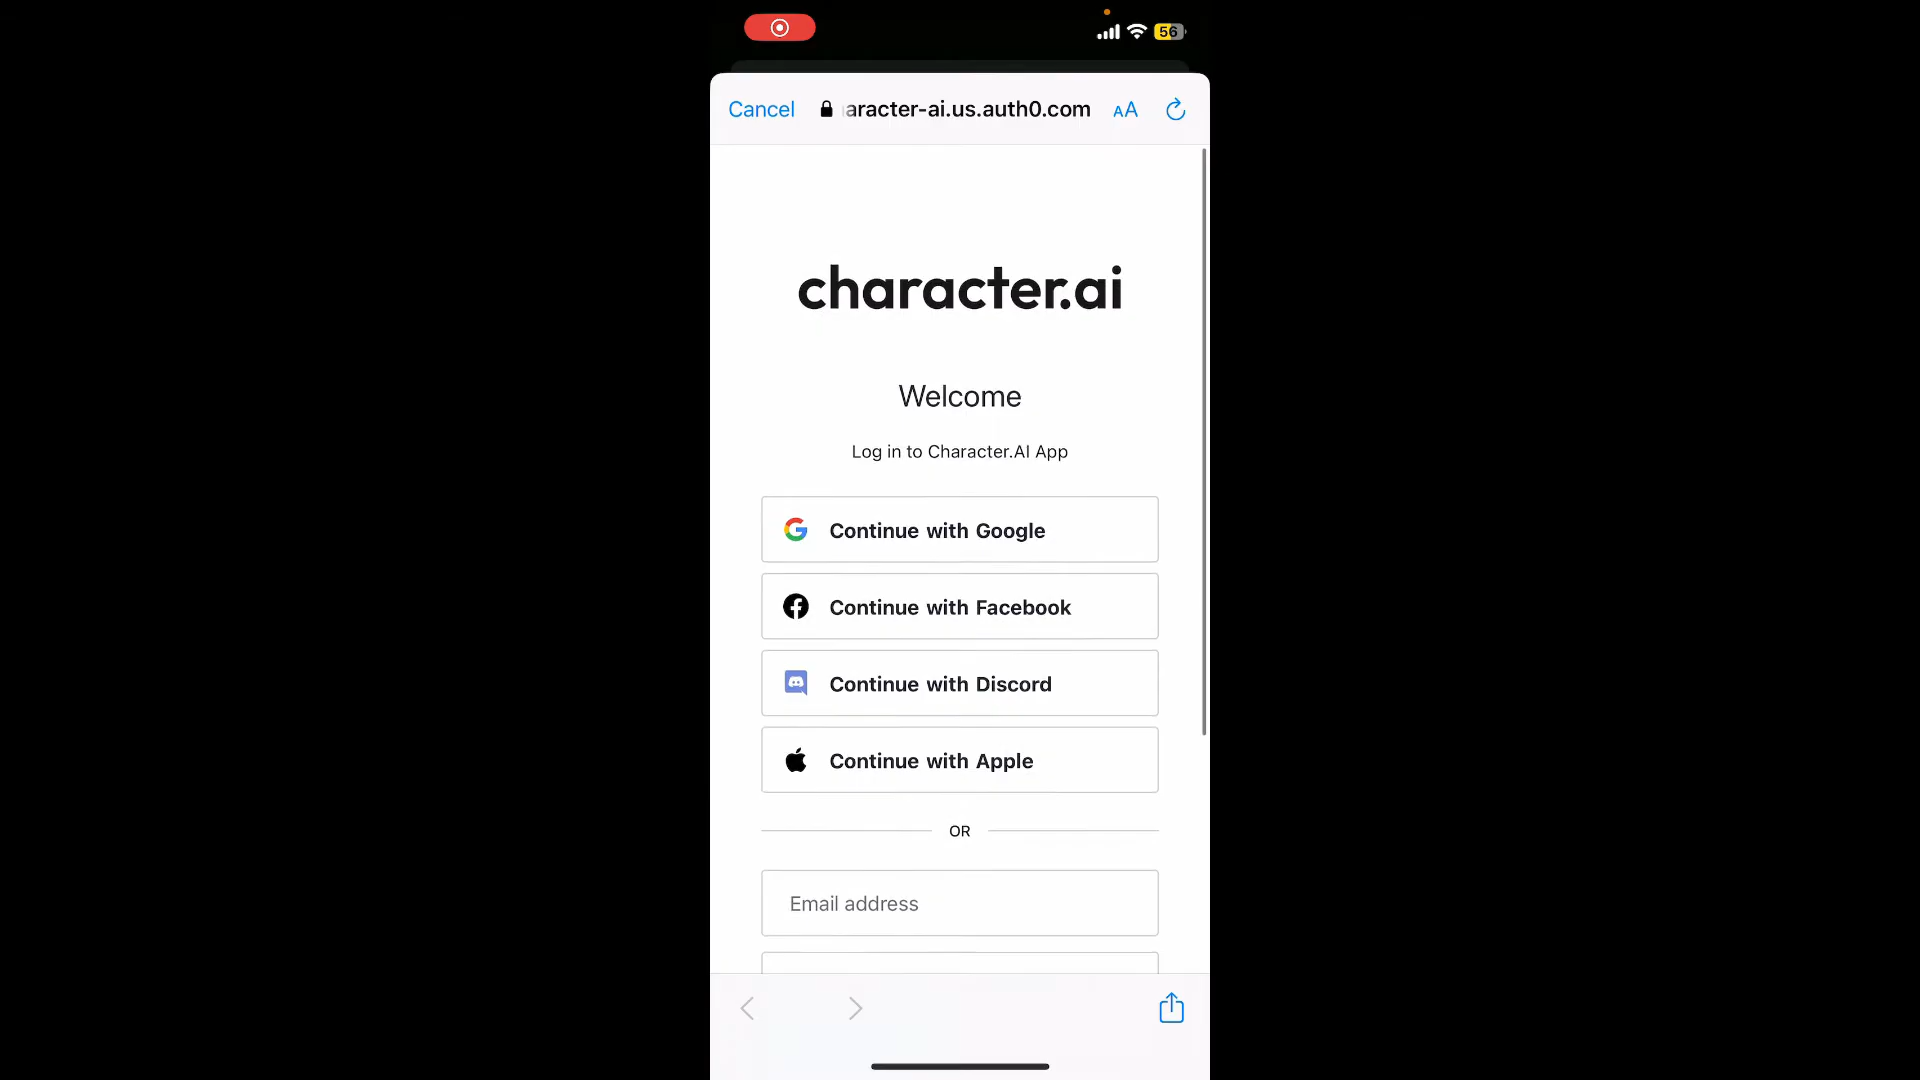 56
Cancel
aracter-ai.us.auth0.com
AA
character.ai
Welcome
Log in to Character.AI App
Continue with Google
Continue with Facebook
Continue with Discord
Continue with Apple
OR
Email address